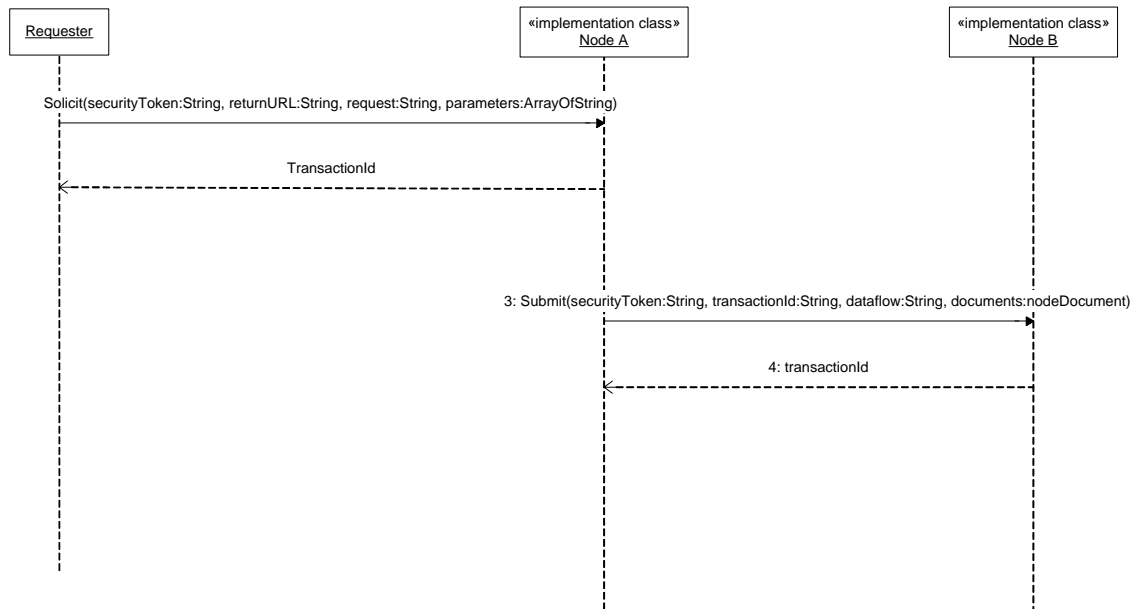 Requester
«implementation class»
Node A
«implementation class»
Node B
Solicit(securityToken:String, returnURL:String, request:String, parameters:ArrayOfString)
TransactionId
3: Submit(securityToken:String, transactionId:String, dataflow:String, documents:nodeDocument)
4: transactionId